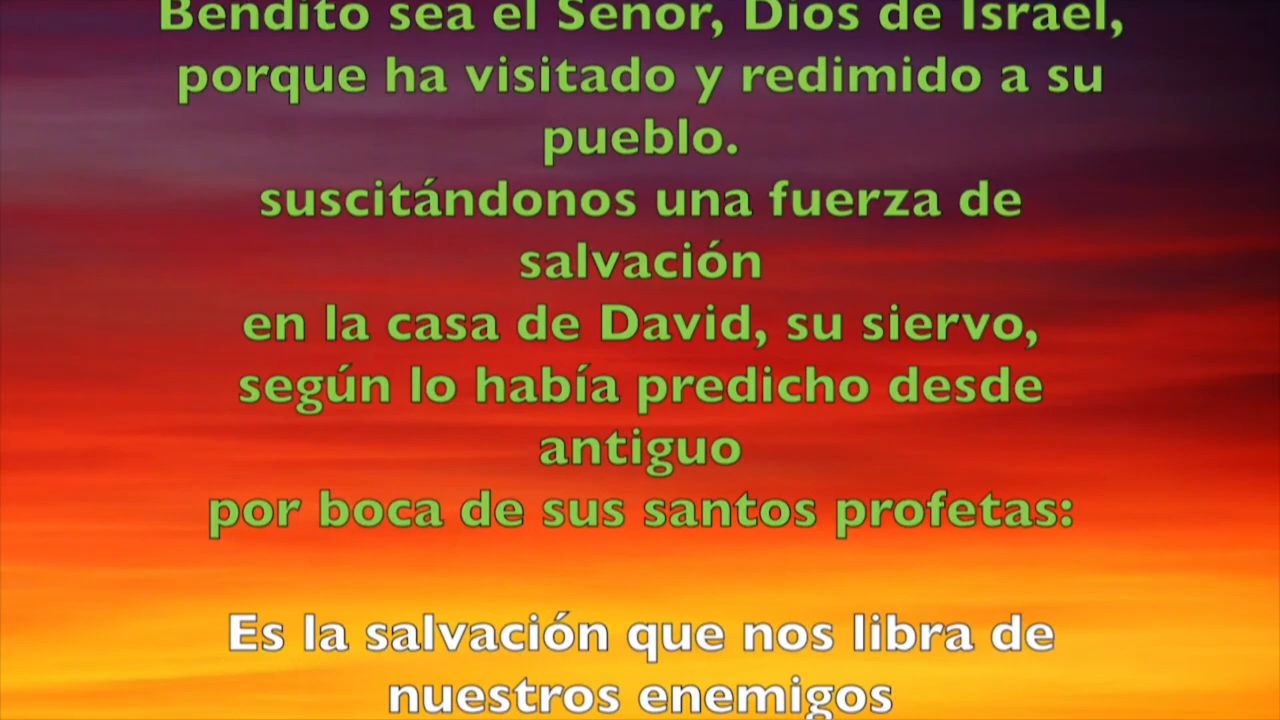 Bendito sea el Señor, Dios de Israel,
porque ha visitado y redimido a su
pueblo.
suscitándonos una fuerza de
salvación
en la casa de David, su siervo,
según lo había predicho desde
antiguo
por boca de sus santos profetas:
Es la salvación que nos libra de
nuestros enemigos